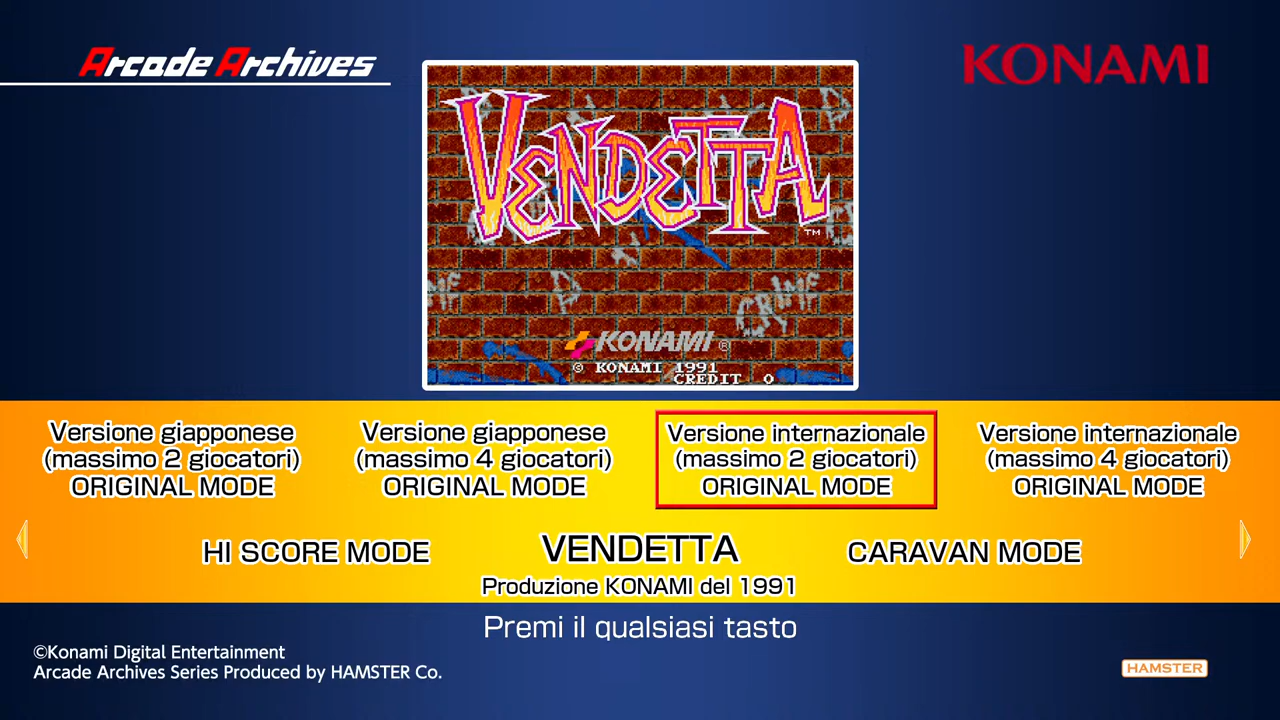 Arcade Archives
KONAMI
VENDETTA
TM
CRIME
KONAMI ®
© KONAMI 1991
CREDIT 0
Versione giapponese
(massimo 2 giocatori)
ORIGINAL MODE
Versione giapponese
(massimo 4 giocatori)
ORIGINAL MODE
Versione internazionale
(massimo 2 giocatori)
ORIGINAL MODE
Versione internazionale
(massimo 4 giocatori)
ORIGINAL MODE
HI SCORE MODE
VENDETTA
CARAVAN MODE
Produzione KONAMI del 1991
Premi il qualsiasi tasto
©Konami Digital Entertainment
Arcade Archives Series Produced by HAMSTER Co.
HAMSTER